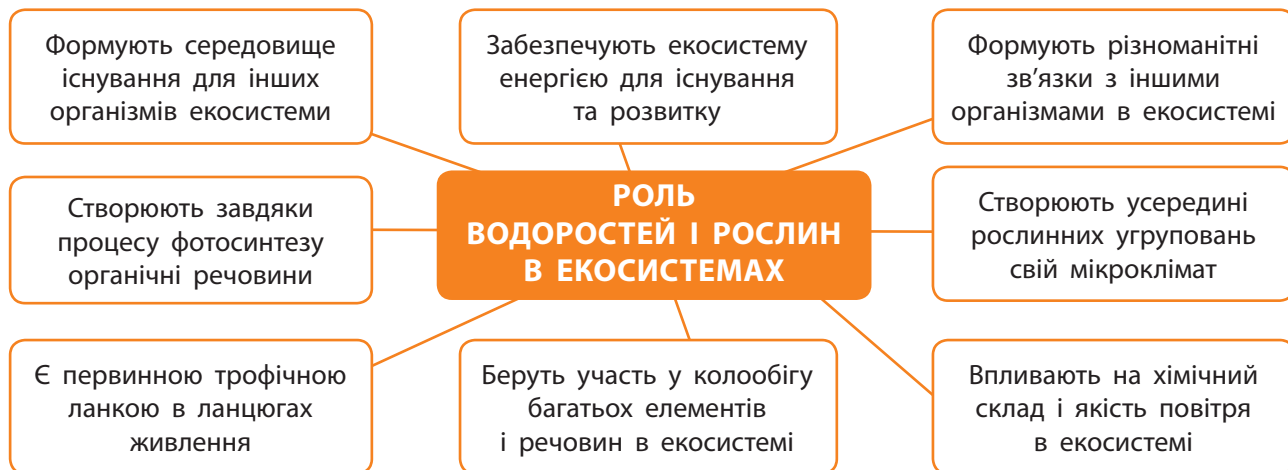 Формують середовище
існування для інших
організмів екосистеми
Забезпечують екосистему
енергією для існування
та розвитку
Формують різноманітні
зв'язки з іншими
організмами в екосистемі
Створюють завдяки
процесу фотосинтезу
органічні речовини
РОЛЬ
ВОДОРОСТЕЙ І РОСЛИН
В ЕКОСИСТЕМАХ
Створюють усередині
рослинних угруповань
свій мікроклімат
Є первинною трофічною
ланкою в ланцюгах
живлення
Беруть участь у колообігу
багатьох елементів
і речовин в екосистемі
Впливають на хімічний
склад і якість повітря
в екосистемі